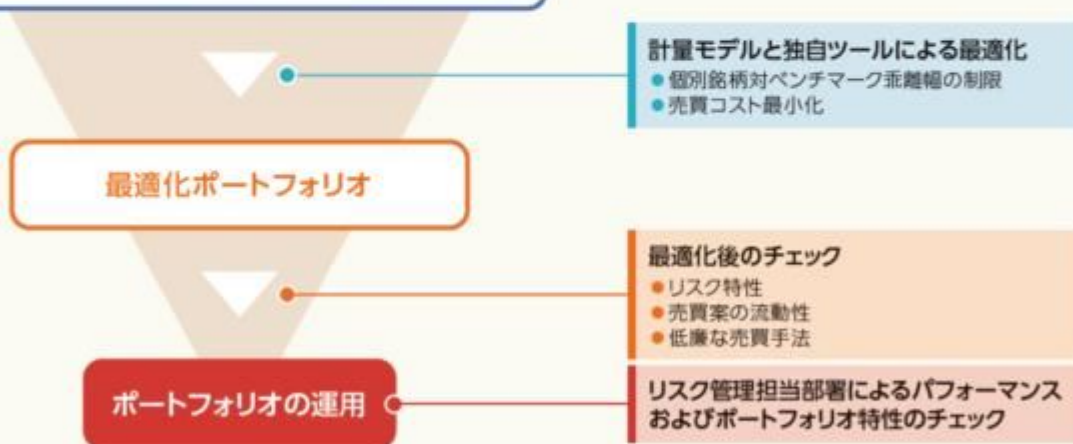 計量モデルと独自ツールによる最適化
●個別銘柄対ベンチマーク乖離幅の制限
●売買コスト最小化
最適化ポートフォリオ
最適化後のチェック
●リスク特性
●売買案の流動性
●低廉な売買手法
ポートフォリオの運用
リスク管理担当部署によるパフォーマンス
およびポートフォリオ特性のチェック